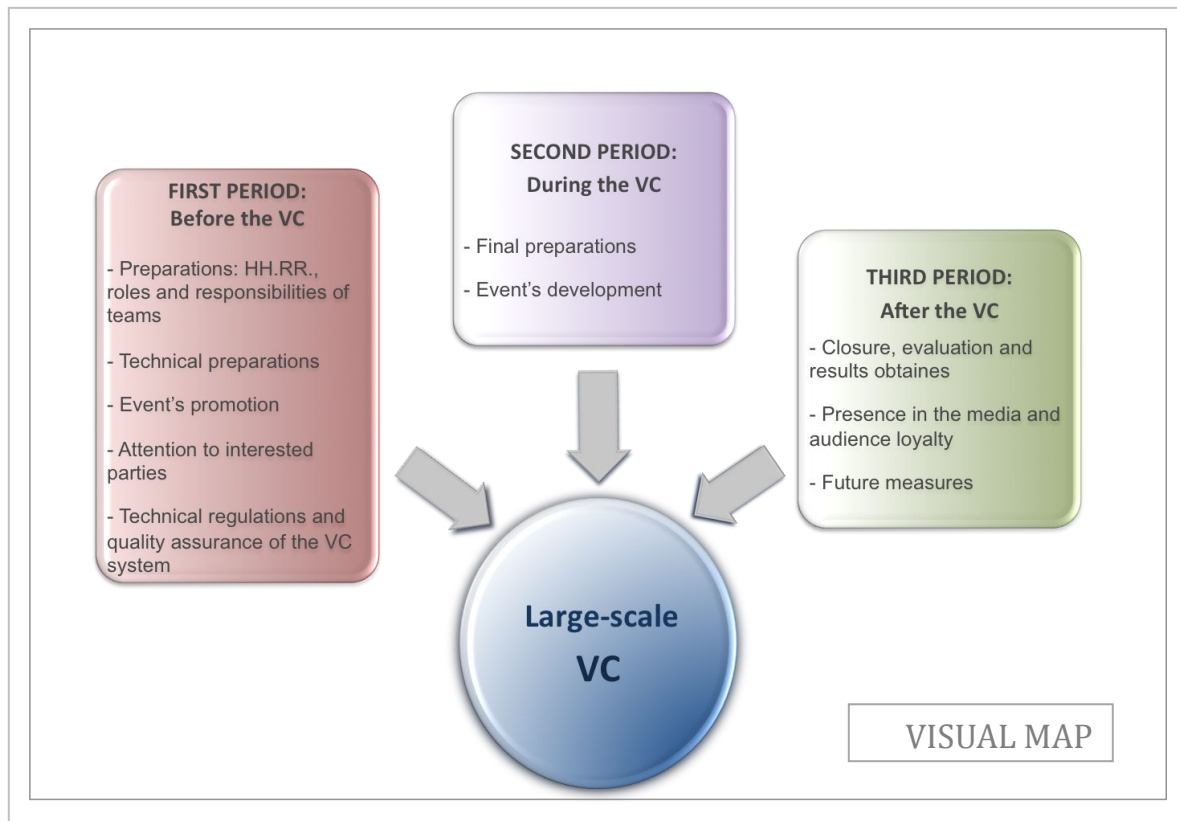 FIRST PERIOD:
Before the VC
- Preparations: HH.RR.,
roles and responsibilities of
teams
- Technical preparations
- Event's promotion
- Attention to interested
parties
- Technical regulations and
quality assurance of the VC
system
SECOND PERIOD:
During the VC
- Final preparations
- Event's development
THIRD PERIOD:
After the VC
- Closure, evaluation and
results obtaines
- Presence in the media and
audience loyalty
- Future measures
Large-scale
VC
VISUAL MAP